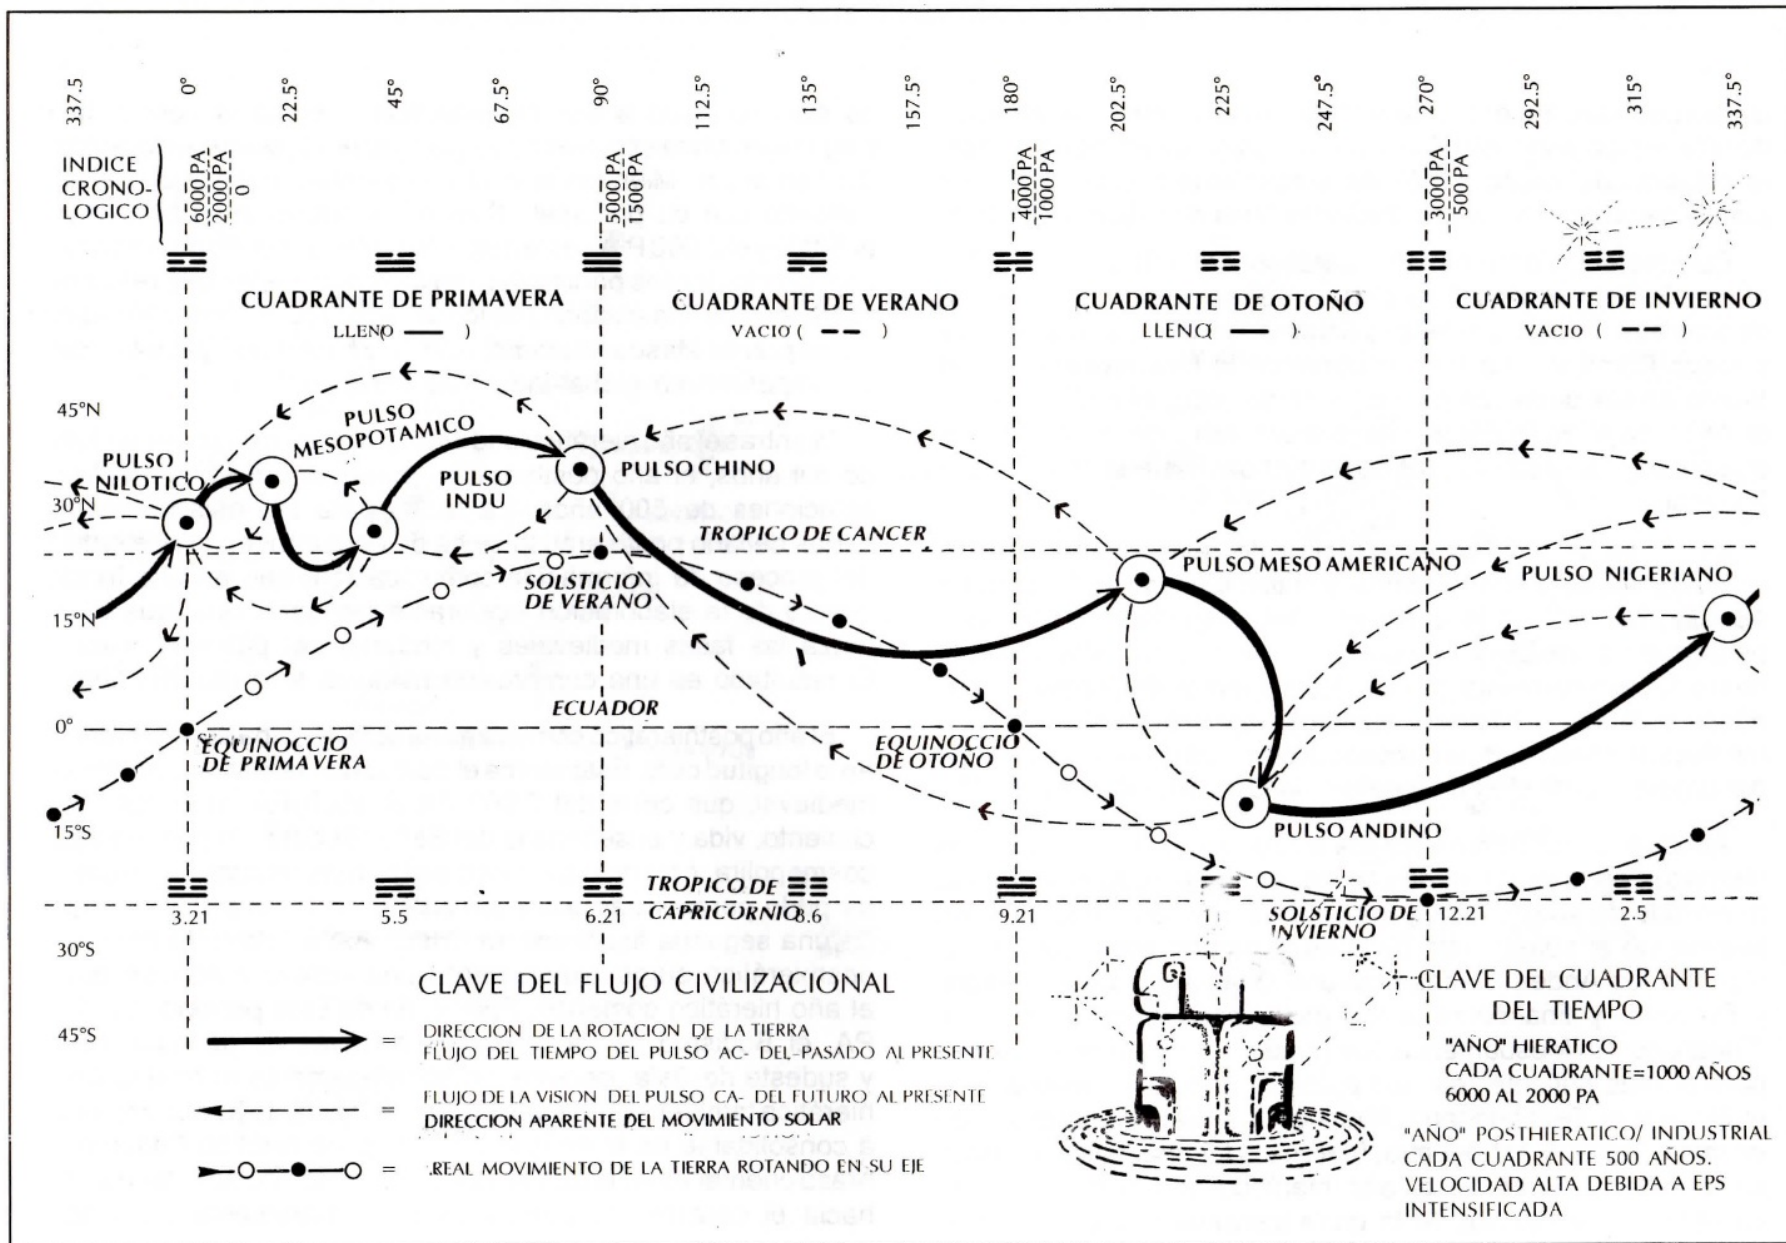 337.5
0°
22.5°
45°
67.5°
90°
112.5°
135°
157.5°
180°
202.5°
225°
247.5°
270°
292.5°
315°
337.5°
INDICE
CRONO-
LOGICO
6000 PA
2000 PA
0
5000 PA
1500 PA
4000 PA
1000 PA
3000 PA
500 PA
CUADRANTE DE PRIMAVERA
LLENO )
CUADRANTE DE VERANO
VACIO ( )
CUADRANTE DE OTOÑO
LLENO ( )
CUADRANTE DE INVIERNO
VACIO ( )
45°N
30°N
15°N
0°
15°S
30°S
45°S
PULSO
NILOTICO
PULSO
MESOPOTAMICO
PULSO
INDU
PULSO CHINO
TROPICO DE CANCER
PULSO MESO AMERICANO
PULSO NIGERIANO
SOLSTICIO
DE VERANO
ECUADOR
EQUINOCCIO
DE PRIMAVERA
EQUINOCCIO
DE OTOÑO
PULSO ANDINO
TROPICO DE
CAPRICORNIO
3.21
5.5
6.21
8.6
9.21
SOLSTICIO DE
INVIERNO
12.21
2.5
CLAVE DEL FLUJO CIVILIZACIONAL
= DIRECCION DE LA ROTACION DE LA TIERRA
FLUJO DEL TIEMPO DEL PULSO AC- DEL-PASADO AL PRESENTE
= FLUJO DE LA VISION DEL PULSO CA- DEL FUTURO AL PRESENTE
DIRECCION APARENTE DEL MOVIMIENTO SOLAR
= REAL MOVIMIENTO DE LA TIERRA ROTANDO EN SU EJE
CLAVE DEL CUADRANTE
DEL TIEMPO
"AÑO" HIERATICO
CADA CUADRANTE=1000 AÑOS
6000 AL 2000 PA
"AÑO" POSTHIERATICO/ INDUSTRIAL
CADA CUADRANTE 500 AÑOS.
VELOCIDAD ALTA DEBIDA A EPS
INTENSIFICADA